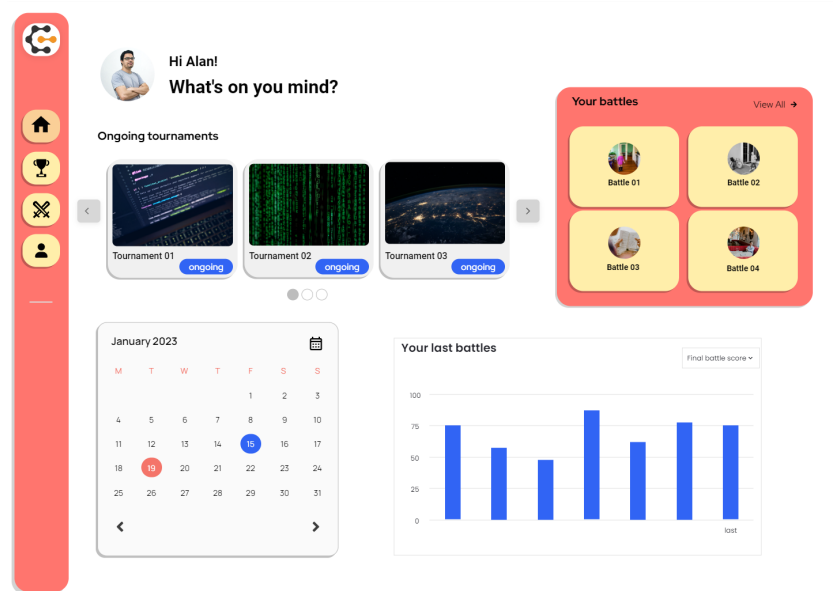 Hi Alan!
What's on you mind?
Ongoing tournaments
Tournament 01
ongoing
Tournament 02
ongoing
Tournament 03
ongoing
Your battles
View All
Battle 01
Battle 02
Battle 03
Battle 04
January 2023
M T W T F S S
1 2 3
4 5 6 7 8 9 10
11 12 13 14 15 16 17
18 19 20 21 22 23 24
25 26 27 28 29 30 31
Your last battles
Final battle score
100
75
50
25
0
last